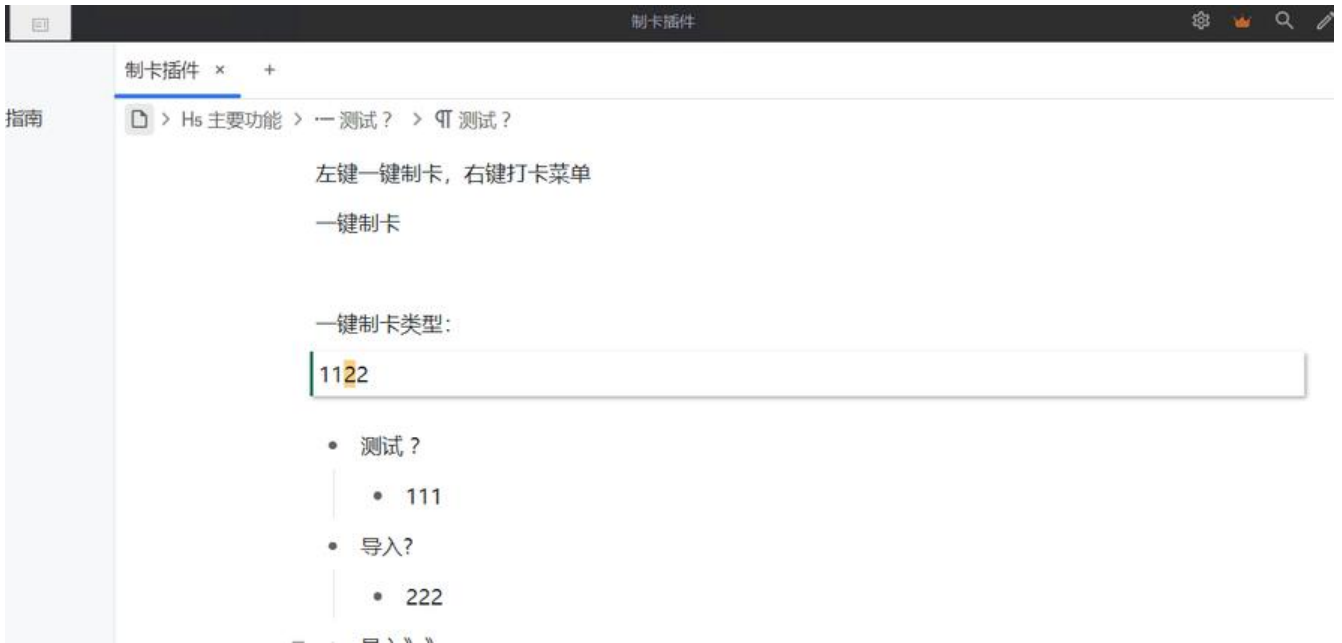 制卡插件
制卡插件 × +
指南
> H5 主要功能 > 测试？ > 测试？
左键一键制卡，右键打卡菜单
一键制卡
一键制卡类型：
1122
• 测试？
• 111
• 导入?
• 222